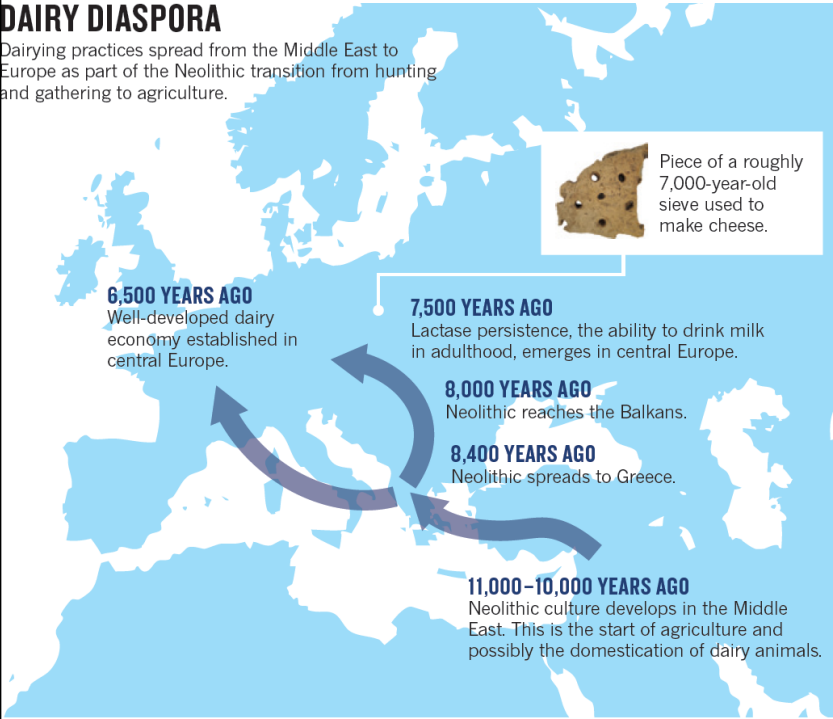 DAIRY DIASPORA
Dairying practices spread from the Middle East to
Europe as part of the Neolithic transition from hunting
and gathering to agriculture.
Piece of a roughly
7,000-year-old
sieve used to
make cheese.
6,500 YEARS AGO
Well-developed dairy
economy established in
central Europe.
7,500 YEARS AGO
Lactase persistence, the ability to drink milk
in adulthood, emerges in central Europe.
8,000 YEARS AGO
Neolithic reaches the Balkans.
8,400 YEARS AGO
Neolithic spreads to Greece.
11,000–10,000 YEARS AGO
Neolithic culture develops in the Middle
East. This is the start of agriculture and
possibly the domestication of dairy animals.